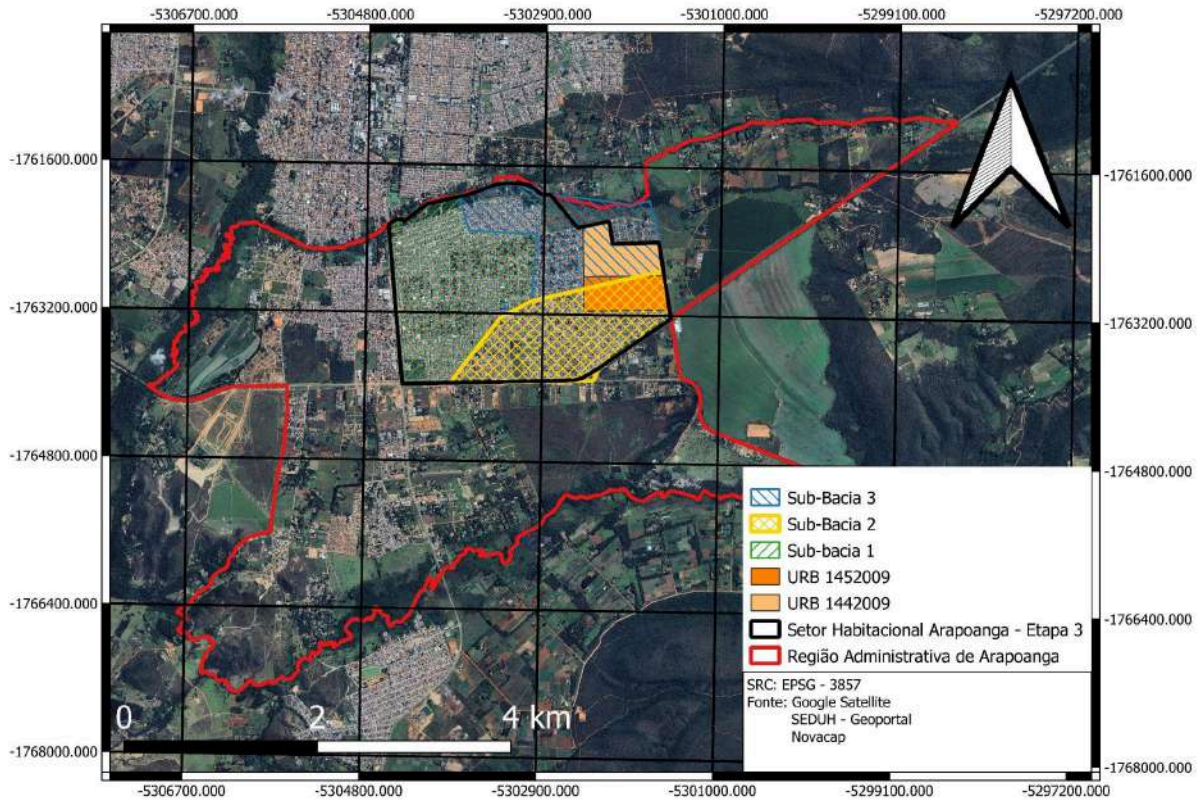 -5306700.000 -5304800.000 -5302900.000 -5301000.000 -5299100.000 -5297200.000
-1761600.000 -1761600.000
-1763200.000 -1763200.000
-1764800.000 -1764800.000
Sub-Bacia 3
Sub-Bacia 2
Sub-bacia 1
URB 1452009
URB 1442009
-1766400.000 -1766400.000
Setor Habitacional Arapoanga - Etapa 3
Região Administrativa de Arapoanga
SRC: EPSG - 3857
Fonte: Google Satellite
SEDUH - Geoportal
Novacap
0 2 4 km
-1768000.000 -1768000.000
-5306700.000 -5304800.000 -5302900.000 -5301000.000 -5299100.000 -5297200.000